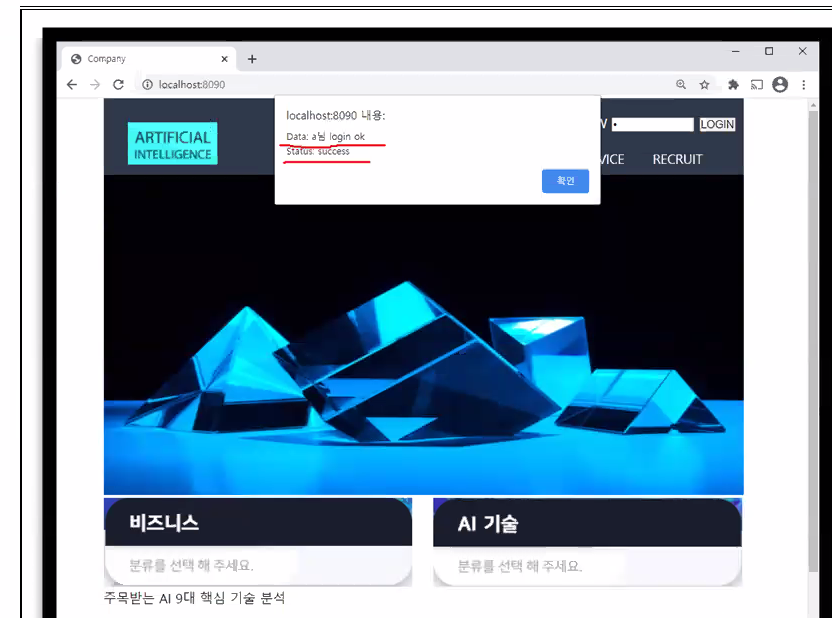 Company
localhost:8090
localhost:8090 내용:
Data: a님 login ok
Status: success
확인
ARTIFICIAL
INTELLIGENCE
W LOGIN
VICE RECRUIT
비즈니스
AI 기술
분류를 선택 해 주세요.
분류를 선택 해 주세요.
주목받는 AI 9대 핵심 기술 분석